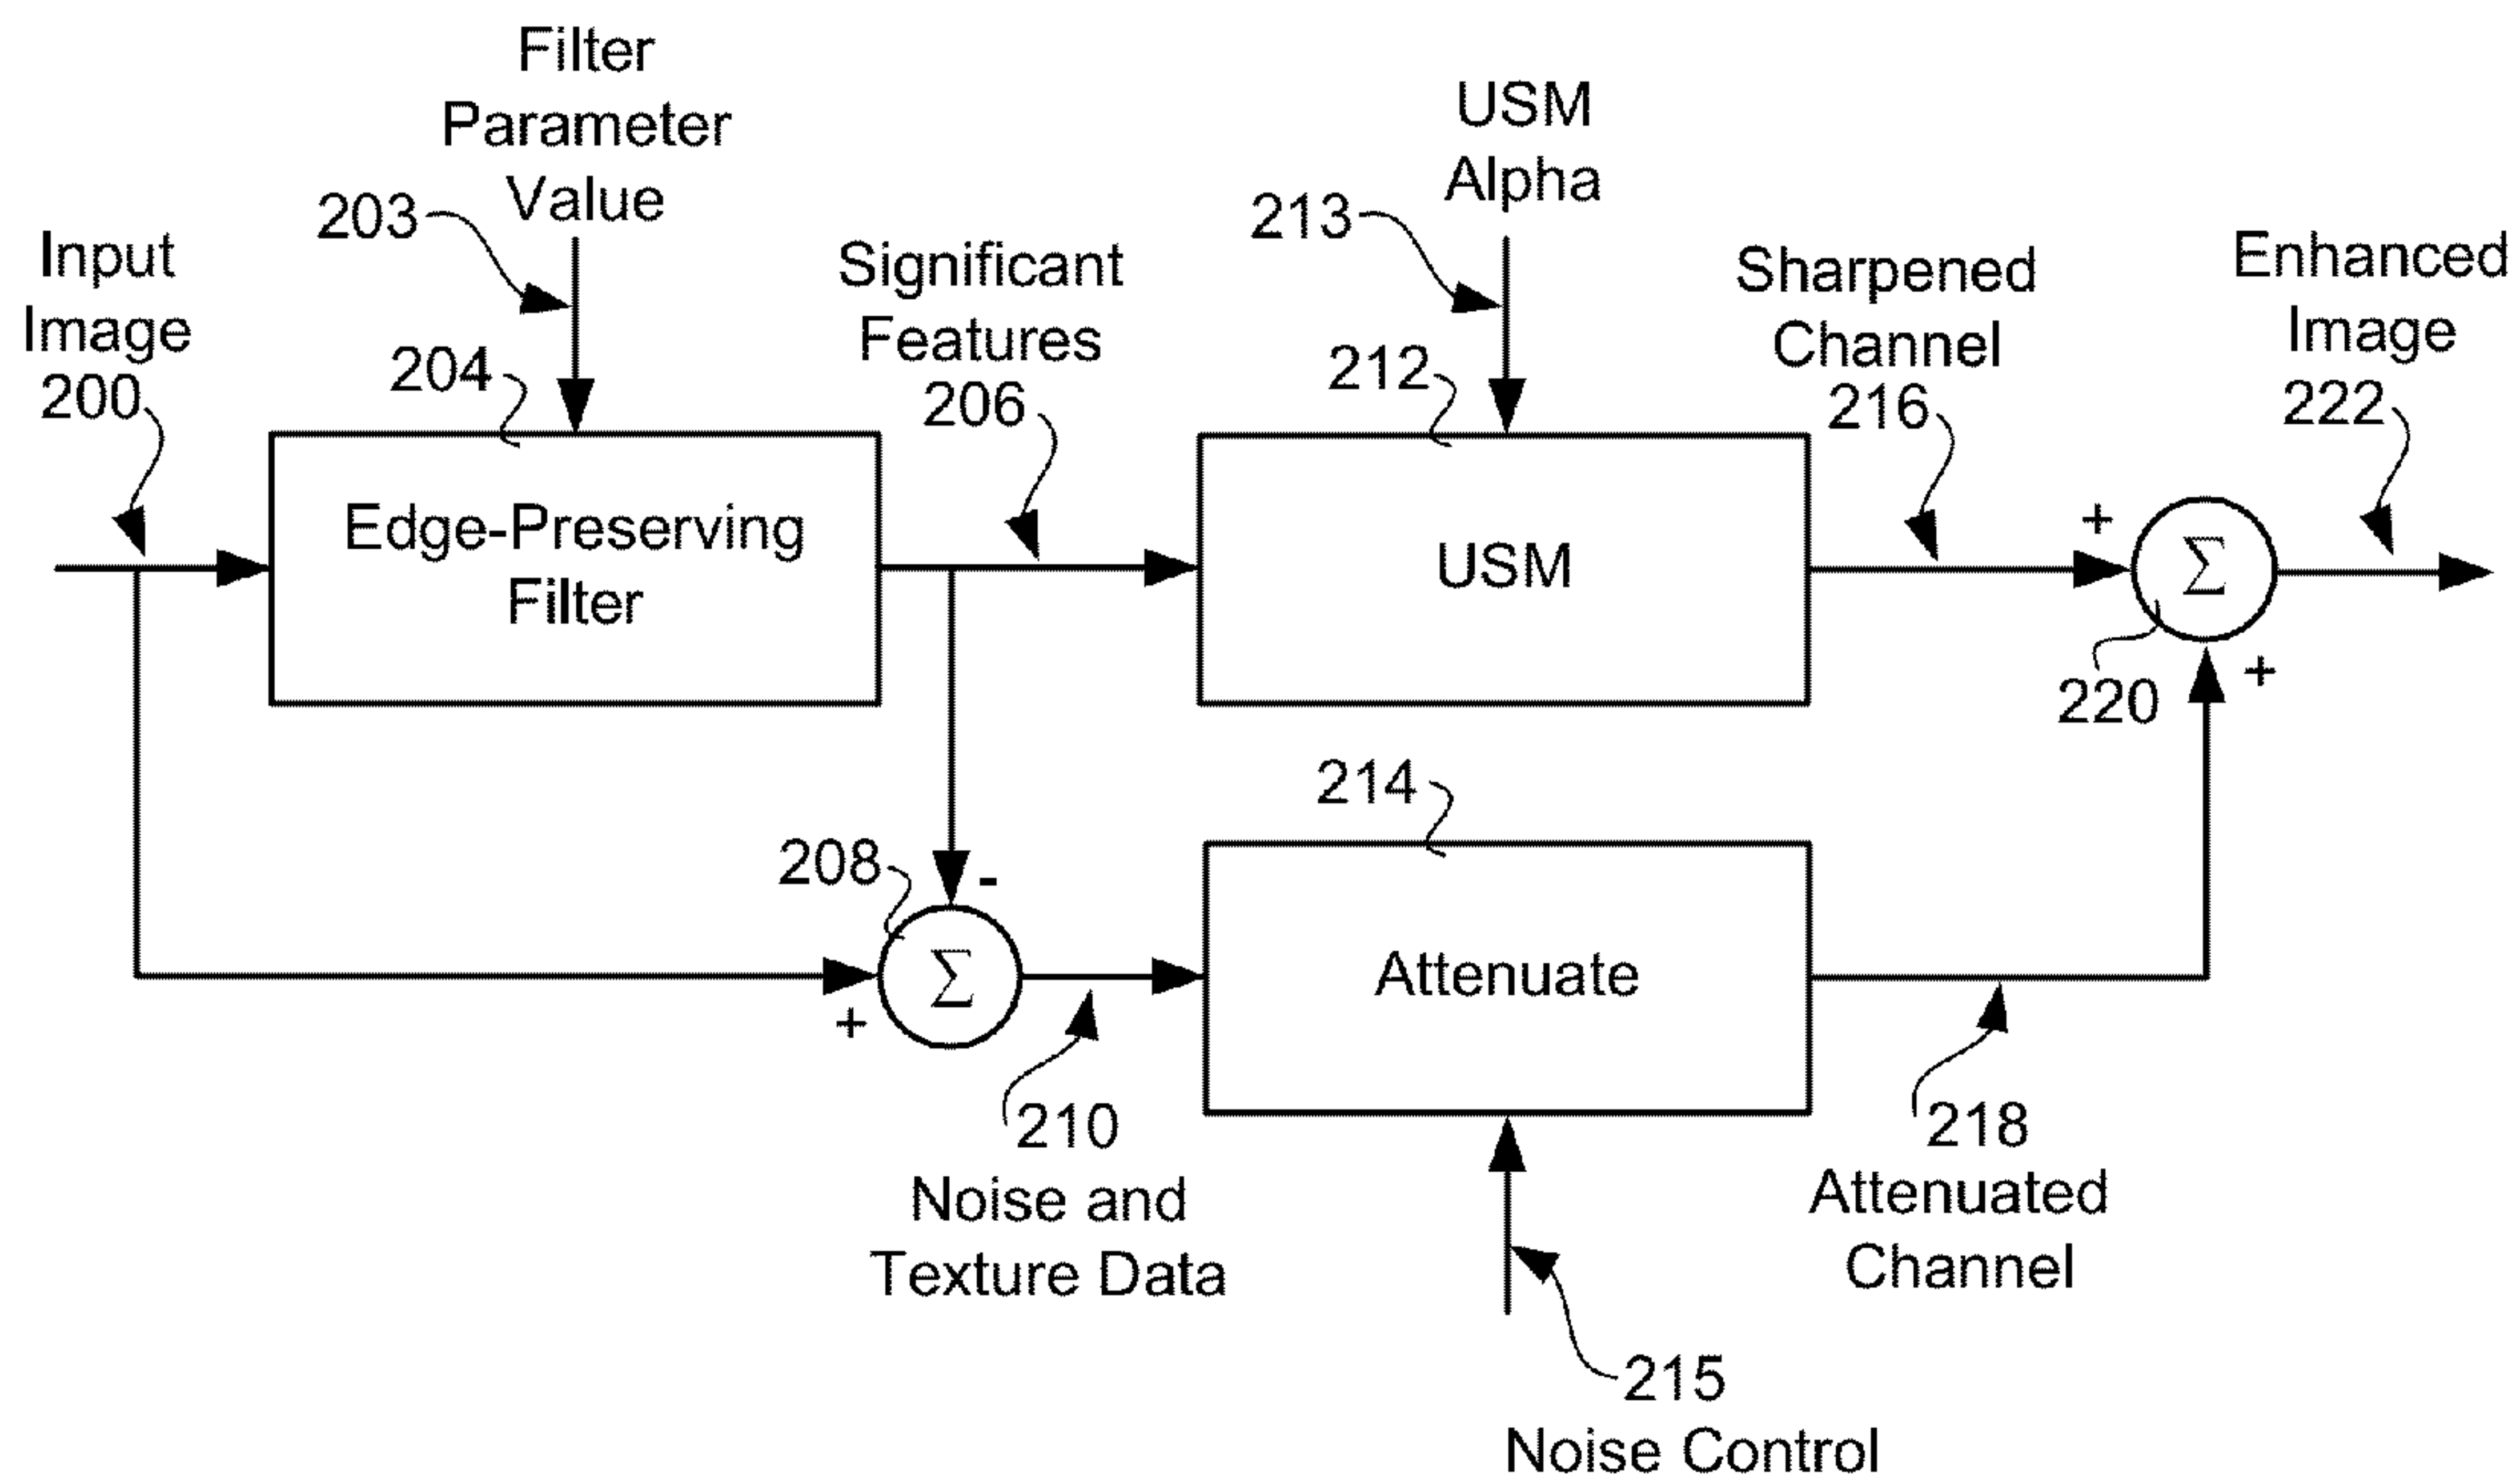 Filter
Parameter
Value
203
USM
Alpha
213
Input
Image
200
204
Significant
Features
206
212
Sharpened
Channel
216
Enhanced
Image
222
Edge-Preserving
Filter
USM
+
Σ
+
220
214
208
-
Σ
+
Attenuate
210
Noise and
Texture Data
218
Attenuated
Channel
215
Noise Control